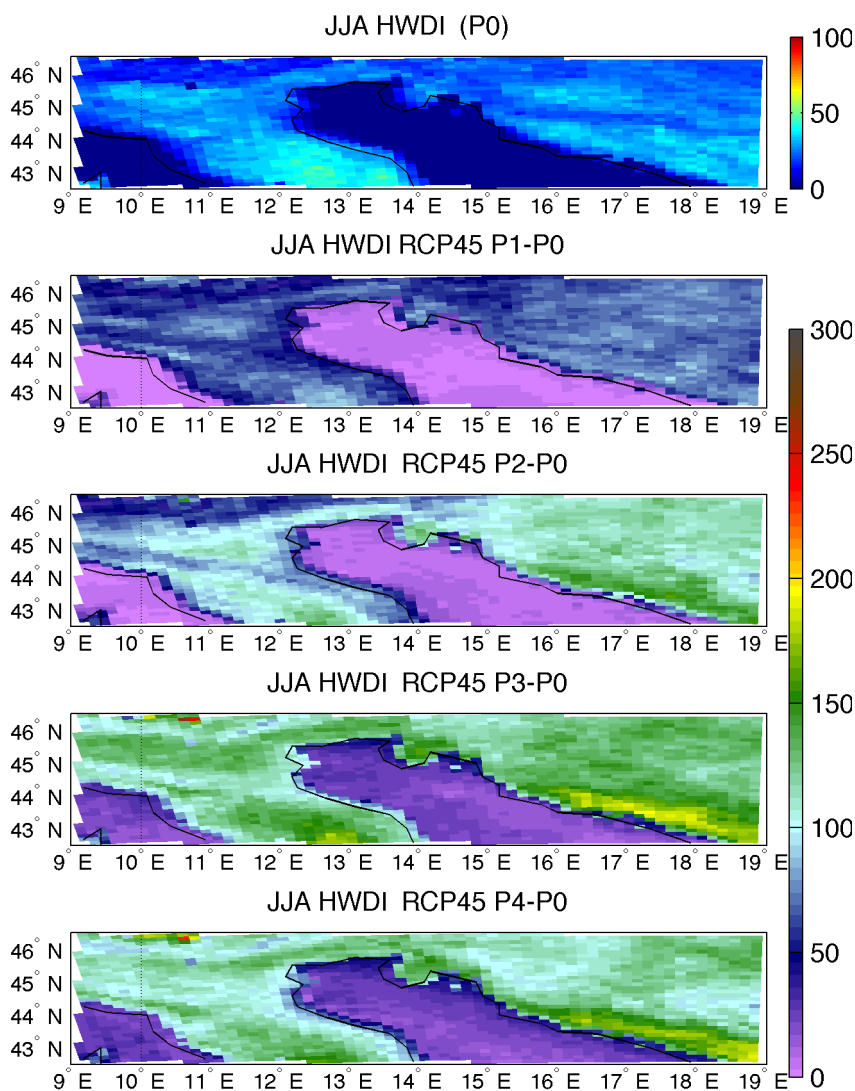 JJA HWDI (P0)
46° N
45° N
44° N
43° N
9° E 10° E 11° E 12° E 13° E 14° E 15° E 16° E 17° E 18° E 19° E
100
50
0
JJA HWDI RCP45 P1-P0
46° N
45° N
44° N
43° N
9° E 10° E 11° E 12° E 13° E 14° E 15° E 16° E 17° E 18° E 19° E
JJA HWDI RCP45 P2-P0
46° N
45° N
44° N
43° N
9° E 10° E 11° E 12° E 13° E 14° E 15° E 16° E 17° E 18° E 19° E
JJA HWDI RCP45 P3-P0
46° N
45° N
44° N
43° N
9° E 10° E 11° E 12° E 13° E 14° E 15° E 16° E 17° E 18° E 19° E
JJA HWDI RCP45 P4-P0
46° N
45° N
44° N
43° N
9° E 10° E 11° E 12° E 13° E 14° E 15° E 16° E 17° E 18° E 19° E
300
250
200
150
100
50
0